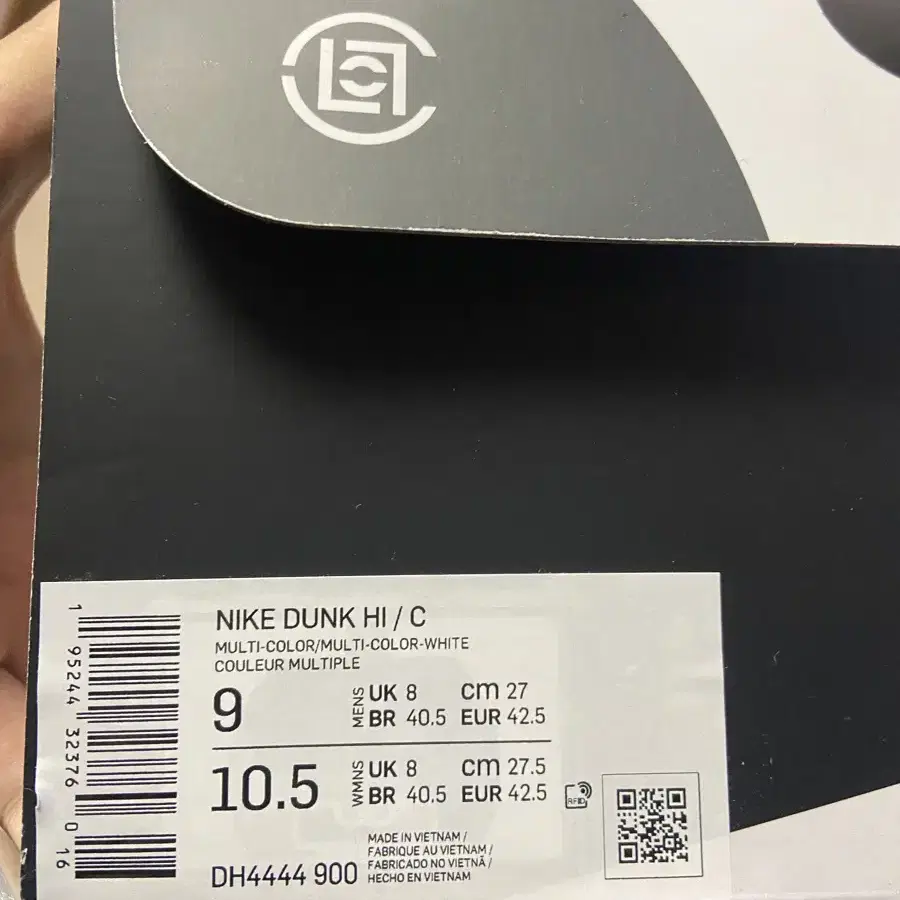 CLOT
NIKE DUNK HI / C
MULTI-COLOR/MULTI-COLOR-WHITE
COULEUR MULTIPLE
9
MENS
UK 8 cm 27
BR 40.5 EUR 42.5
10.5
WMNS
UK 8 cm 27.5
BR 40.5 EUR 42.5
RFID
MADE IN VIETNAM /
FABRIQUE AU VIETNAM /
FABRICADO NO VIETNÃ /
HECHO EN VIETNAM
DH4444 900
1 95244 32376 0 16